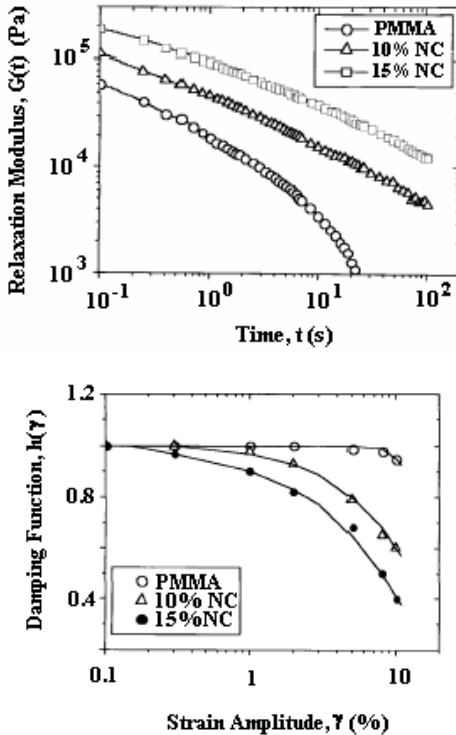 Relaxation Modulus, G(t) (Pa)
10^5
10^4
10^3
PMMA
10% NC
15% NC
10^-1
10^0
10^1
10^2
Time, t (s)
Damping Function, h(γ)
1.2
0.8
0.4
PMMA
10% NC
15%NC
0.1
1
10
Strain Amplitude, γ (%)